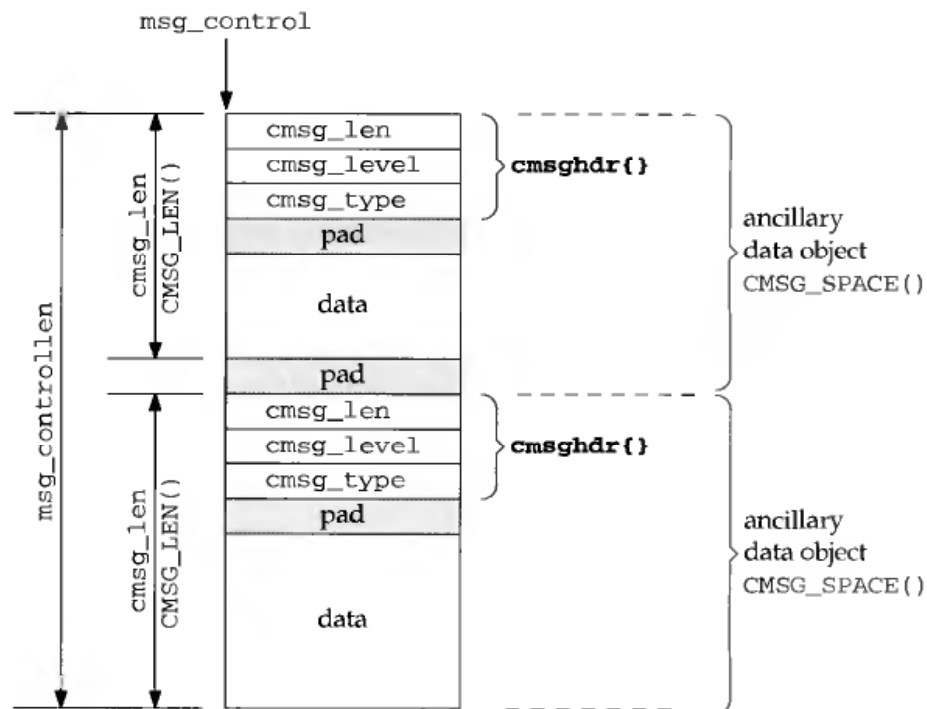 msg_control
cmsg_len
cmsg_level
cmsg_type
pad
data
pad
cmsg_len
cmsg_level
cmsg_type
pad
data
cmsghdr{}
cmsghdr{}
ancillary
data object
CMSG_SPACE()
ancillary
data object
CMSG_SPACE()
msg_controllen
cmsg_len
CMSG_LEN()
cmsg_len
CMSG_LEN()